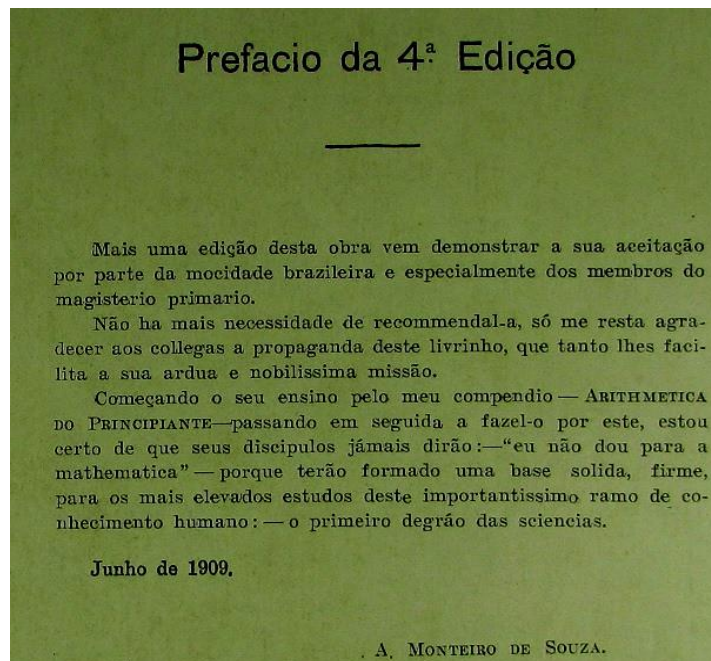 Prefacio da 4ª Edição
Mais uma edição desta obra vem demonstrar a sua aceitação
por parte da mocidade brazileira e especialmente dos membros do
magisterio primario.
Não ha mais necessidade de recommendal-a, só me resta agra-
decer aos collegas a propaganda deste livrinho, que tanto lhes faci-
lita a sua ardua e nobilissima missão.
Começando o seu ensino pelo meu compendio — ARITHMETICA
DO PRINCIPIANTE—passando em seguida a fazel-o por este, estou
certo de que seus discipulos jámais dirão:—“eu não dou para a
mathematica” — porque terão formado uma base solida, firme,
para os mais elevados estudos deste importantissimo ramo de co-
nhecimento humano: — o primeiro degráo das sciencias.
Junho de 1909.
A. MONTEIRO DE SOUZA.